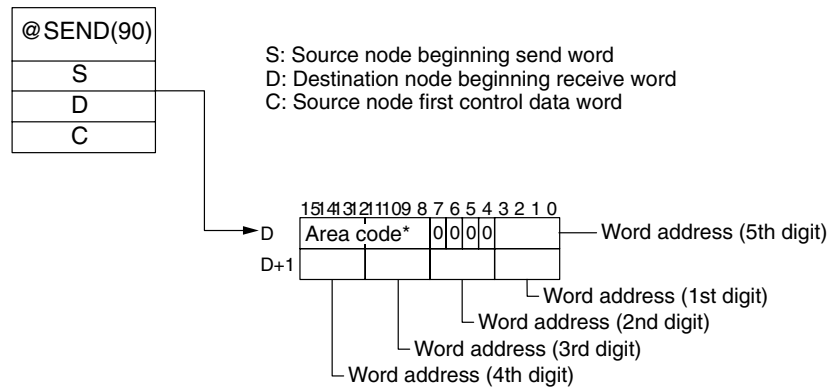 @SEND(90)
S
D
C
S: Source node beginning send word
D: Destination node beginning receive word
C: Source node first control data word
15 14 13 12 11 10 9 8 7 6 5 4 3 2 1 0
D Area code* 0 0 0 0 Word address (5th digit)
D+1
Word address (1st digit)
Word address (2nd digit)
Word address (3rd digit)
Word address (4th digit)